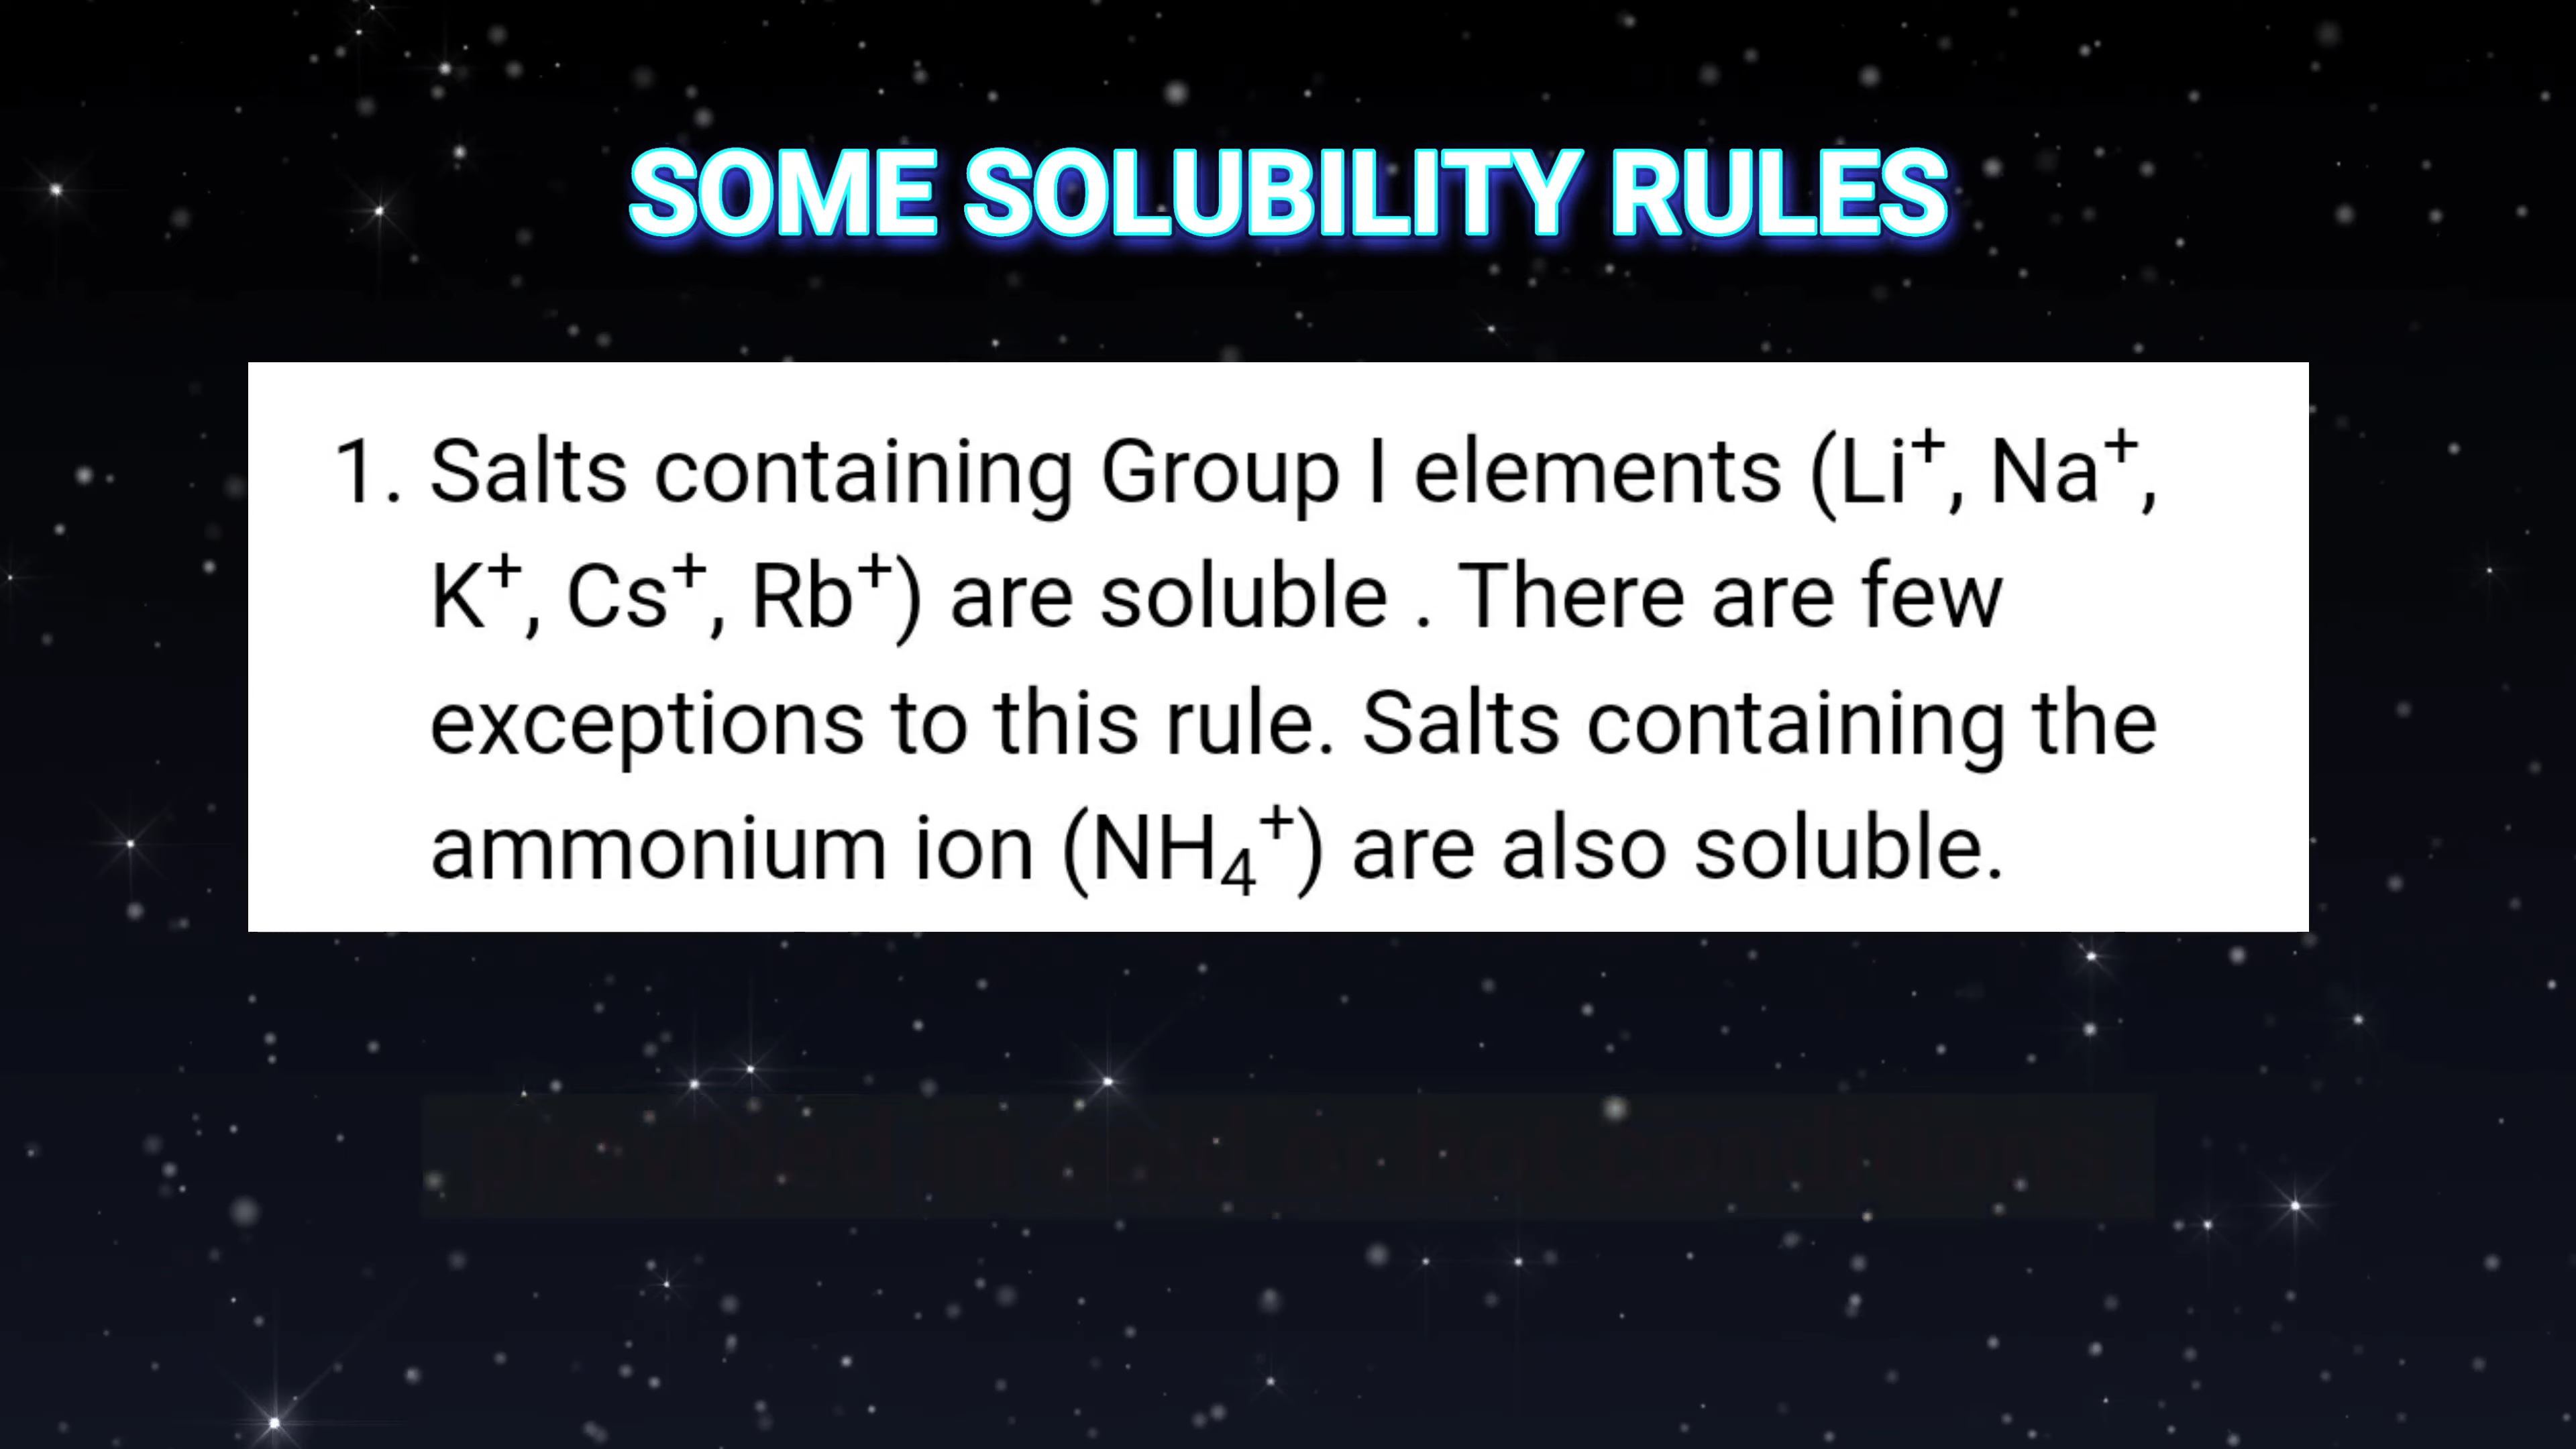 SOME SOLUBILITY RULES
1. Salts containing Group I elements (Li⁺, Na⁺,
K⁺, Cs⁺, Rb⁺) are soluble . There are few
exceptions to this rule. Salts containing the
ammonium ion (NH₄⁺) are also soluble.